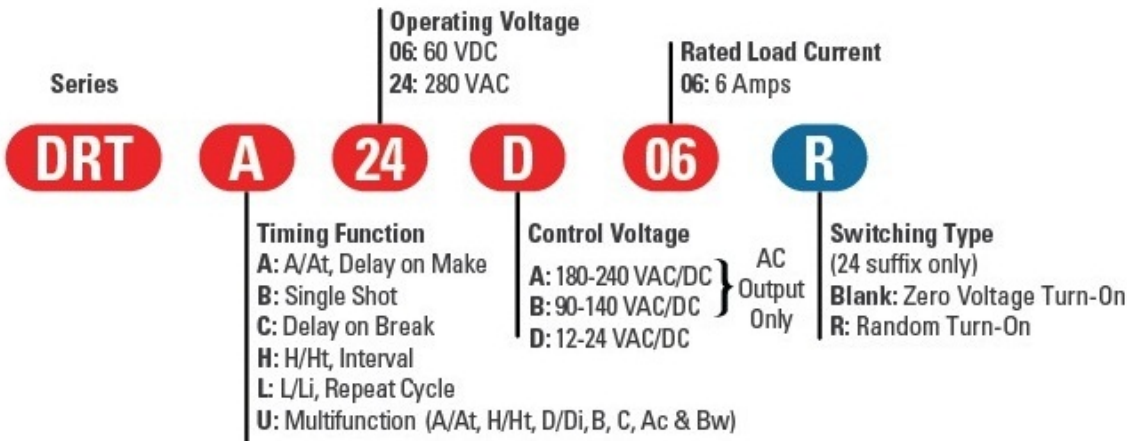 Operating Voltage
06: 60 VDC
24: 280 VAC
Rated Load Current
06: 6 Amps
Series
DRT A 24 D 06 R
Timing Function
A: A/At, Delay on Make
B: Single Shot
C: Delay on Break
H: H/Ht, Interval
L: L/Li, Repeat Cycle
U: Multifunction (A/At, H/Ht, D/Di, B, C, Ac & Bw)
Control Voltage
A: 180-240 VAC/DC
B: 90-140 VAC/DC
D: 12-24 VAC/DC
AC
Output
Only
Switching Type
(24 suffix only)
Blank: Zero Voltage Turn-On
R: Random Turn-On